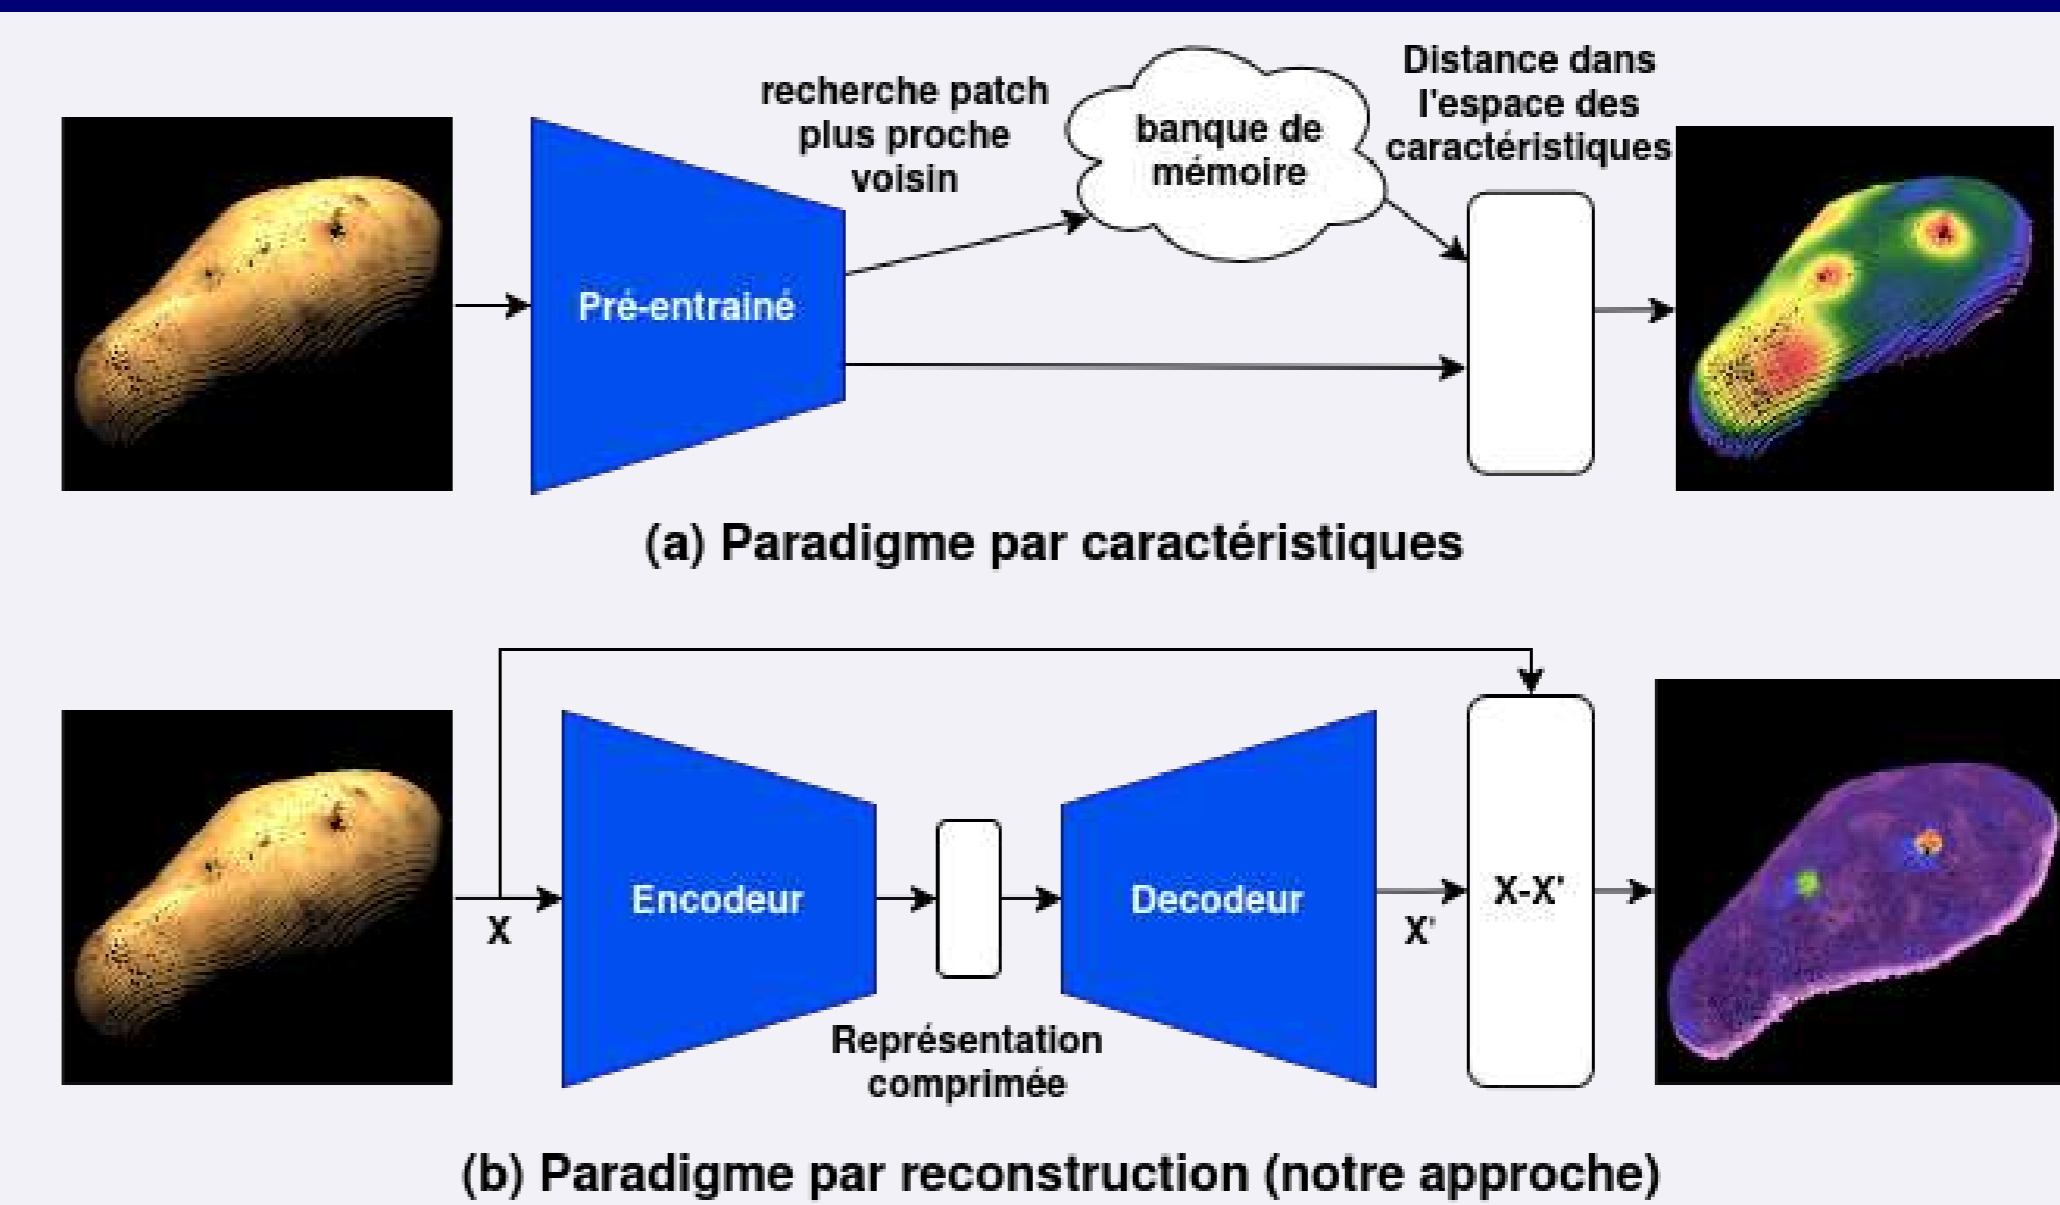 recherche patch
plus proche
voisin
banque de
mémoire
Distance dans
l'espace des
caractéristiques
Pré-entrainé
(a) Paradigme par caractéristiques
X
Encodeur
Représentation
comprimée
Decodeur
X'
X-X'
(b) Paradigme par reconstruction (notre approche)